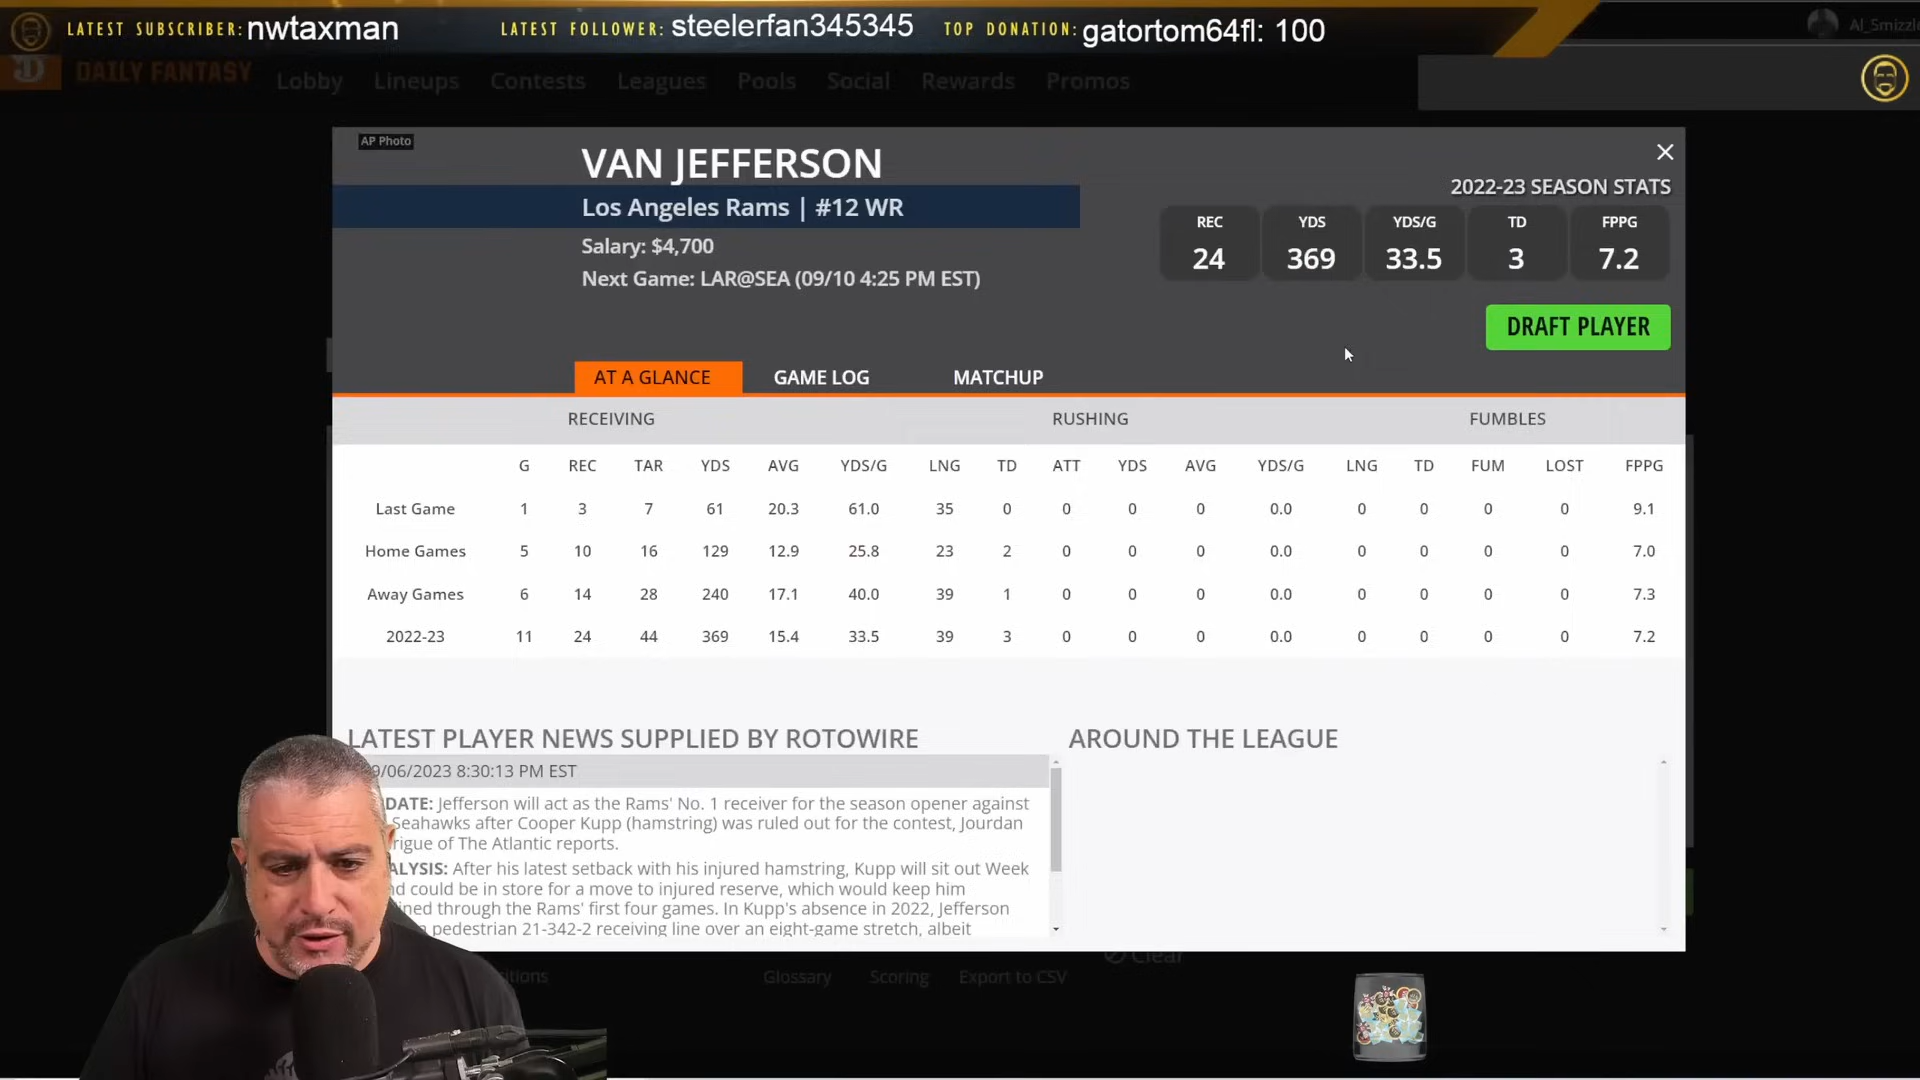 LATEST SUBSCRIBER: nwtaxman LATEST FOLLOWER: steelerfan345345 TOP DONATION: gatortom64fl: 100
Al_Smizzle
DAILY FANTASY Lobby Lineups Contests Leagues Pools Social Rewards Promos
AP Photo
VAN JEFFERSON
Los Angeles Rams | #12 WR
Salary: $4,700
Next Game: LAR@SEA (09/10 4:25 PM EST)
2022-23 SEASON STATS
REC YDS YDS/G TD FPPG
24 369 33.5 3 7.2
DRAFT PLAYER
AT A GLANCE GAME LOG MATCHUP
RECEIVING RUSHING FUMBLES
G REC TAR YDS AVG YDS/G LNG TD ATT YDS AVG YDS/G LNG TD FUM LOST FPPG
Last Game 1 3 7 61 20.3 61.0 35 0 0 0 0 0.0 0 0 0 0 9.1
Home Games 5 10 16 129 12.9 25.8 23 2 0 0 0 0.0 0 0 0 0 7.0
Away Games 6 14 28 240 17.1 40.0 39 1 0 0 0 0.0 0 0 0 0 7.3
2022-23 11 24 44 369 15.4 33.5 39 3 0 0 0 0.0 0 0 0 0 7.2
LATEST PLAYER NEWS SUPPLIED BY ROTOWIRE
9/06/2023 8:30:13 PM EST
DATE: Jefferson will act as the Rams' No. 1 receiver for the season opener against
Seahawks after Cooper Kupp (hamstring) was ruled out for the contest, Jourdan
rigue of The Atlantic reports.
ALYSIS: After his latest setback with his injured hamstring, Kupp will sit out Week
nd could be in store for a move to injured reserve, which would keep him
ined through the Rams' first four games. In Kupp's absence in 2022, Jefferson
a pedestrian 21-342-2 receiving line over an eight-game stretch, albeit
AROUND THE LEAGUE
itions Glossary Scoring Export to CSV
Clear